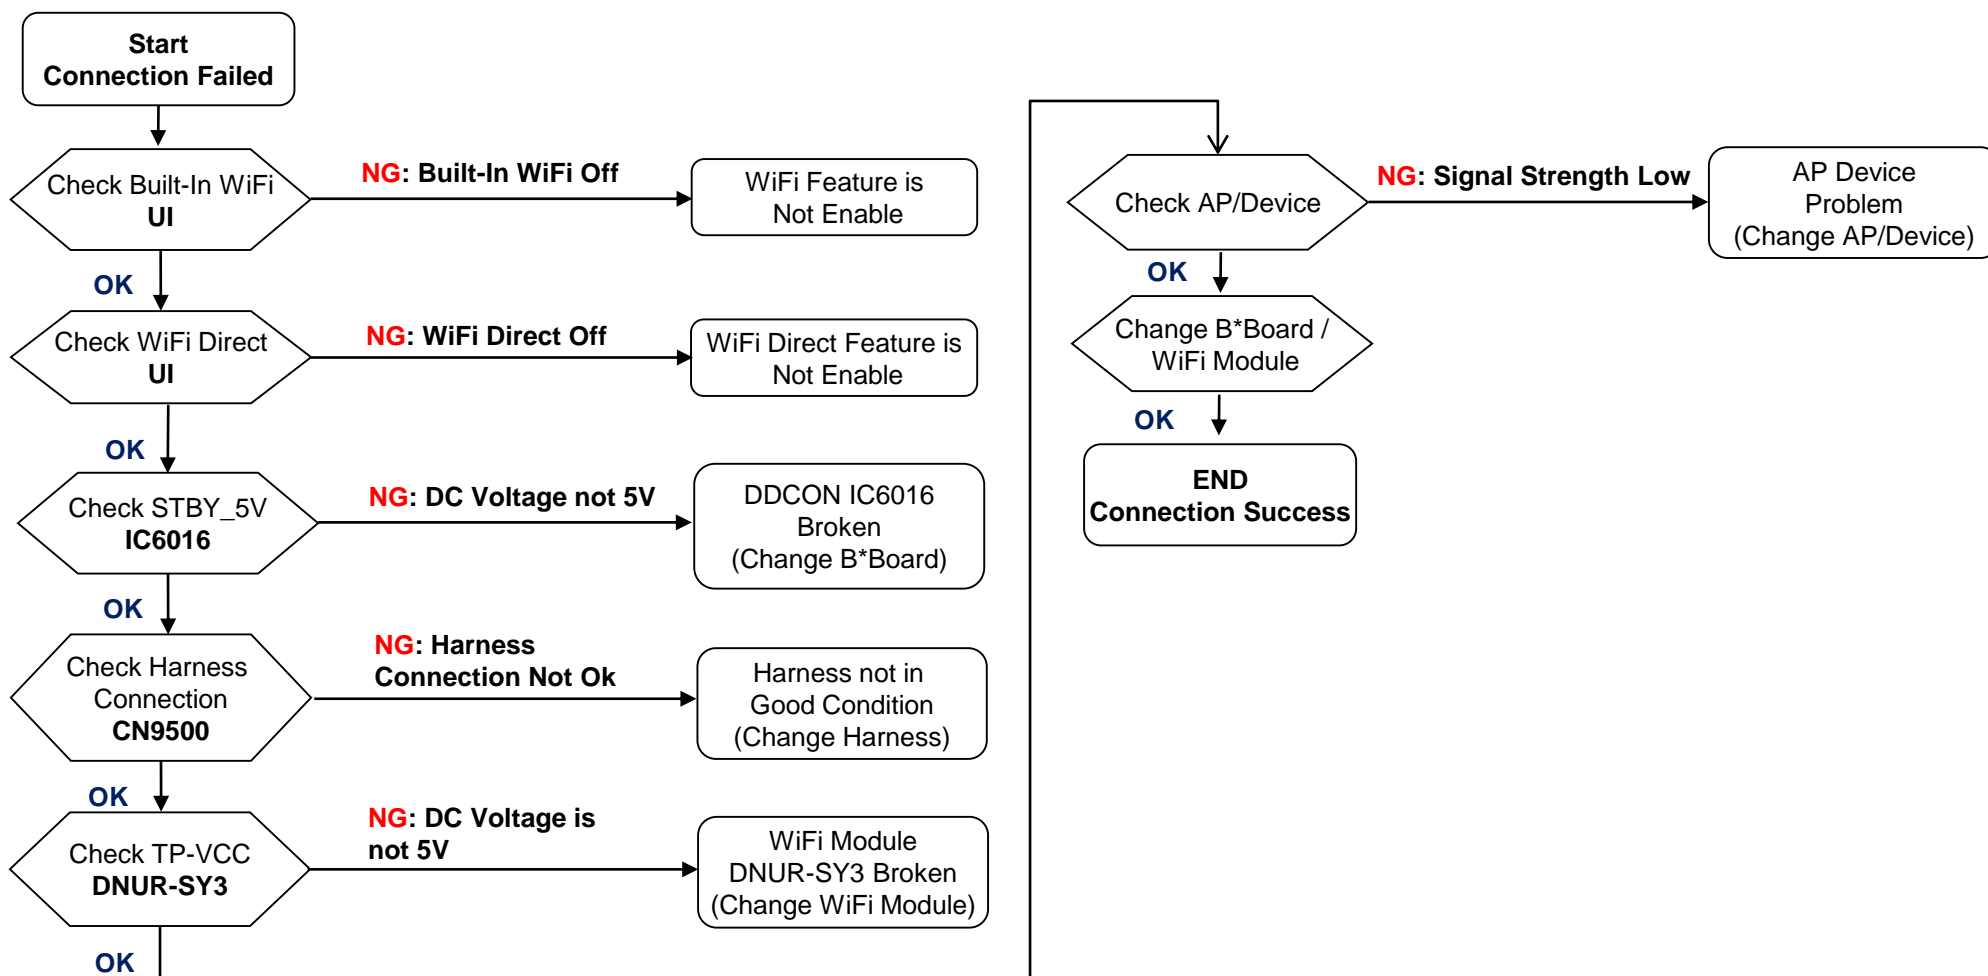 Start
Connection Failed
Check Built-In WiFi
UI
NG: Built-In WiFi Off
WiFi Feature is
Not Enable
OK
Check WiFi Direct
UI
NG: WiFi Direct Off
WiFi Direct Feature is
Not Enable
OK
Check STBY_5V
IC6016
NG: DC Voltage not 5V
DDCON IC6016
Broken
(Change B*Board)
OK
Check Harness
Connection
CN9500
NG: Harness
Connection Not Ok
Harness not in
Good Condition
(Change Harness)
OK
Check TP-VCC
DNUR-SY3
NG: DC Voltage is
not 5V
WiFi Module
DNUR-SY3 Broken
(Change WiFi Module)
OK
Check AP/Device
NG: Signal Strength Low
AP Device
Problem
(Change AP/Device)
OK
Change B*Board /
WiFi Module
OK
END
Connection Success